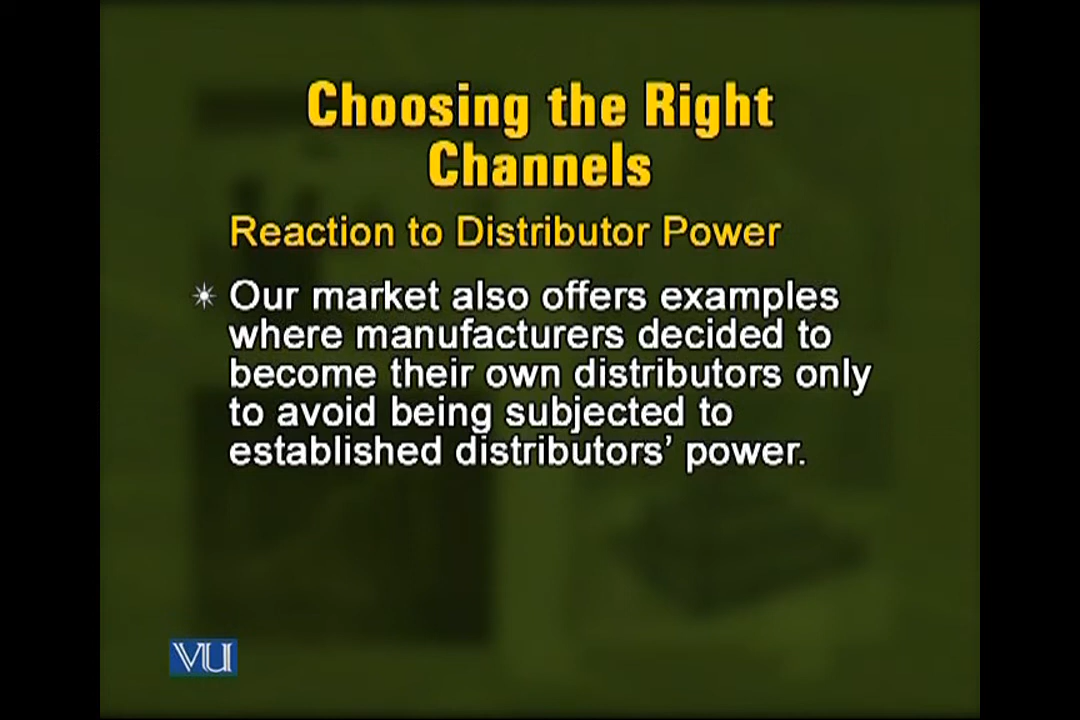 Choosing the Right
Channels
Reaction to Distributor Power
Our market also offers examples
where manufacturers decided to
become their own distributors only
to avoid being subjected to
established distributors’ power.
VU